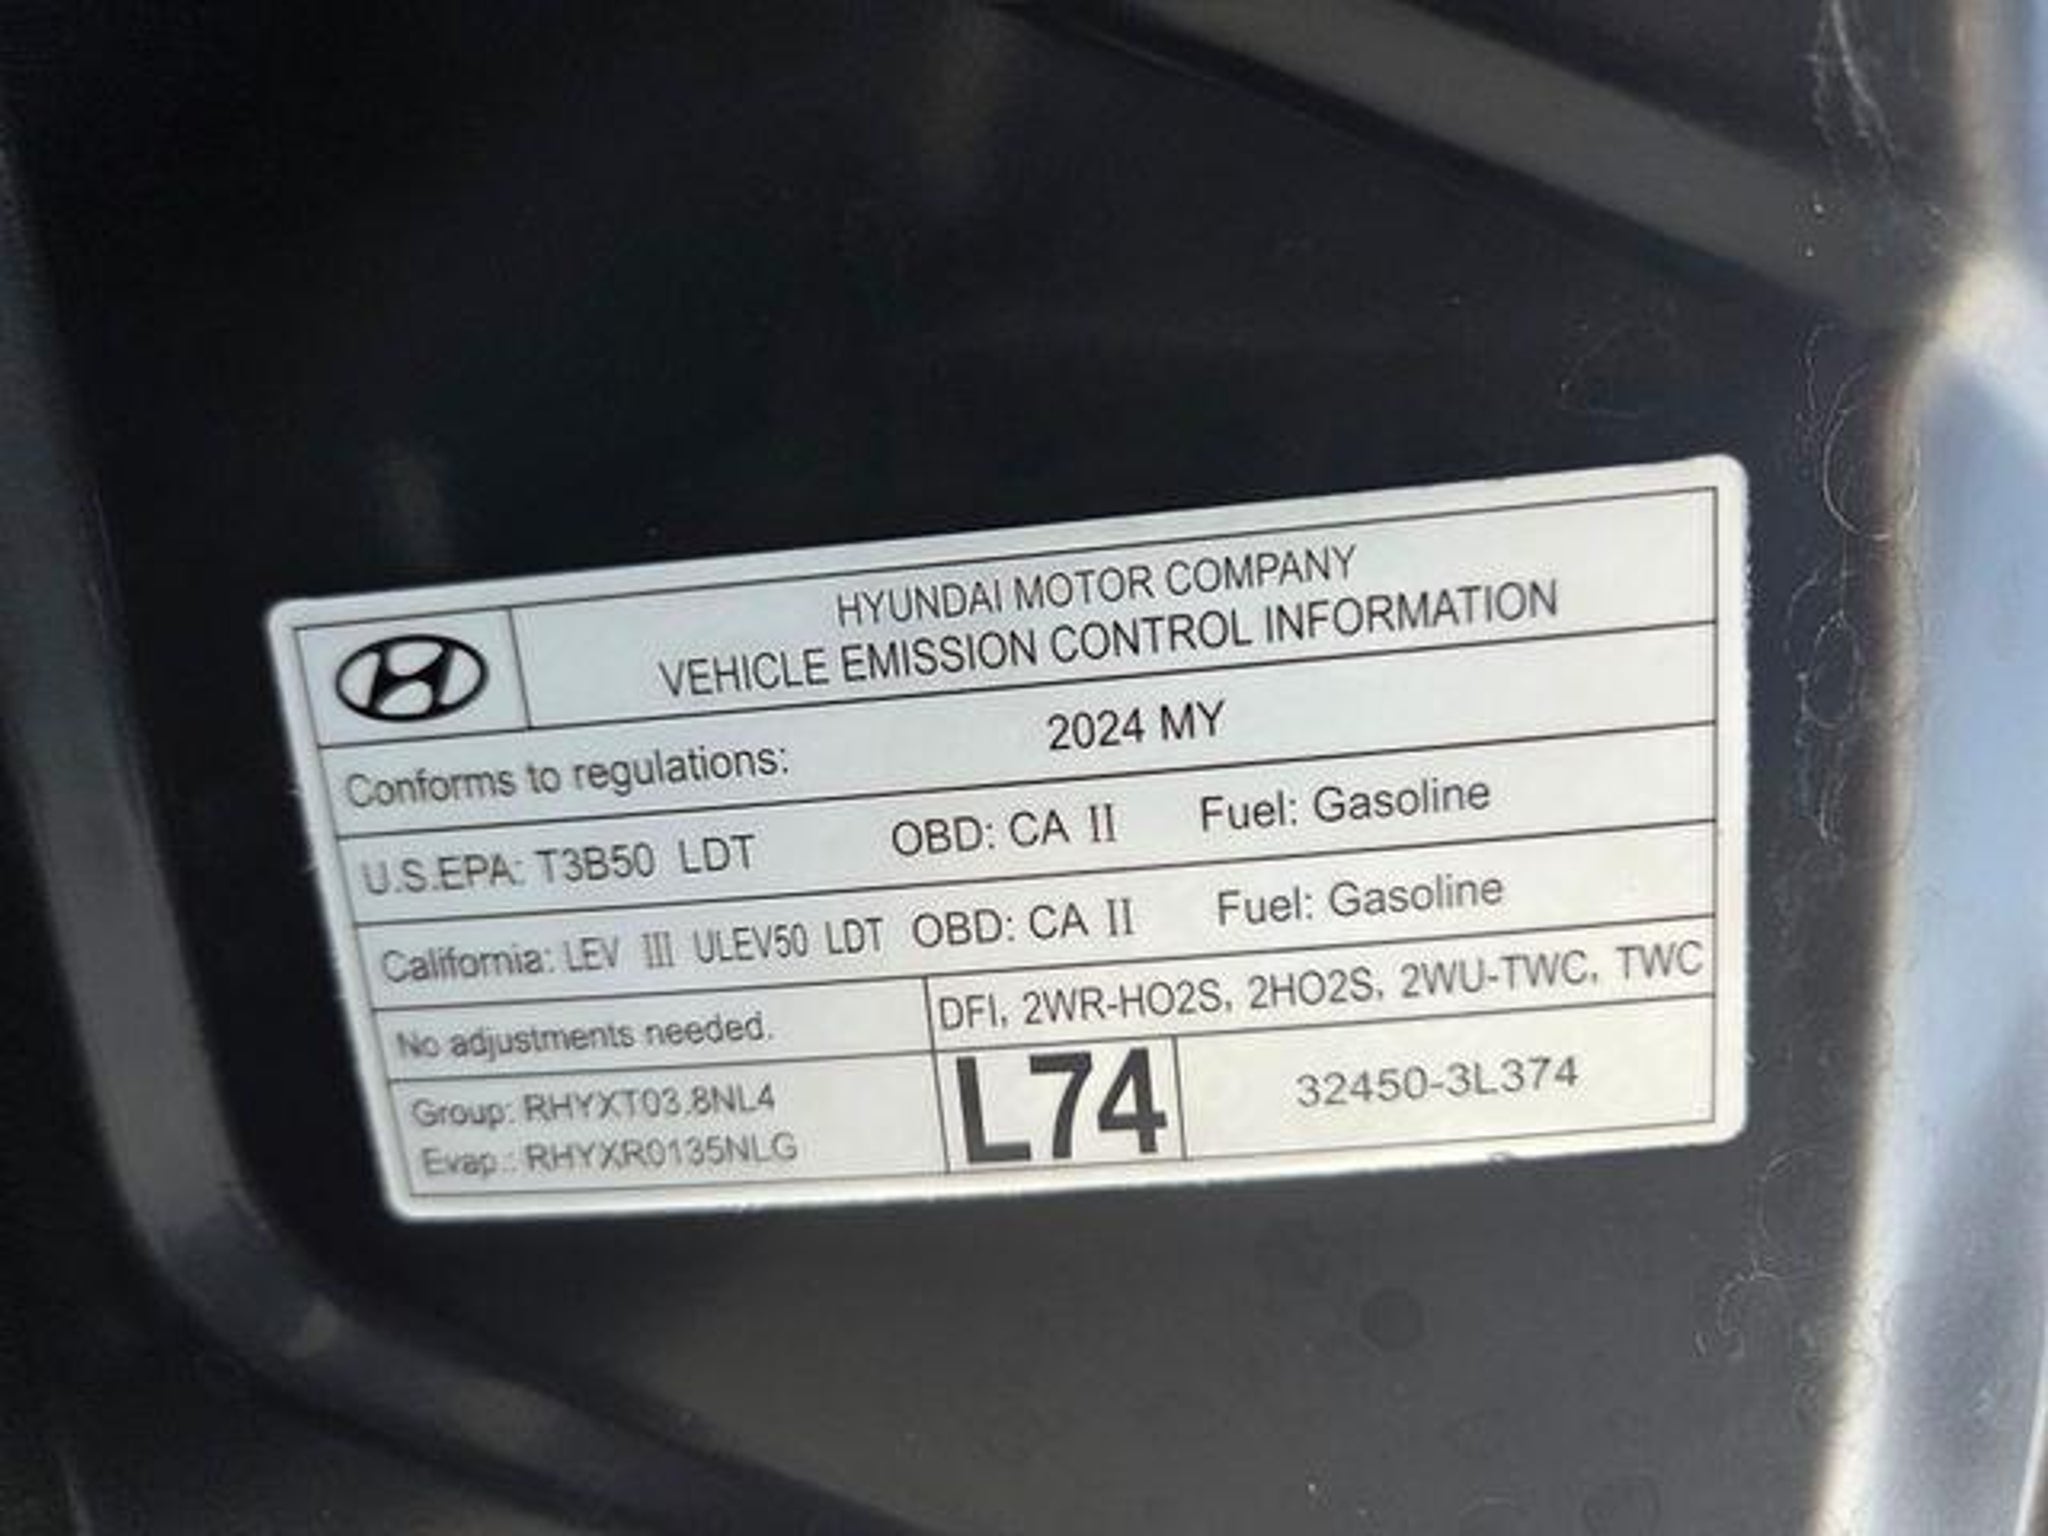 HYUNDAI MOTOR COMPANY
VEHICLE EMISSION CONTROL INFORMATION
Conforms to regulations: 2024 MY
U.S.EPA: T3B50 LDT OBD: CA II Fuel: Gasoline
California: LEV III ULEV50 LDT OBD: CA II Fuel: Gasoline
No adjustments needed. DFI, 2WR-HO2S, 2HO2S, 2WU-TWC, TWC
Group: RHYXT03.8NL4
Evap.: RHYXR0135NLG
L74
32450-3L374